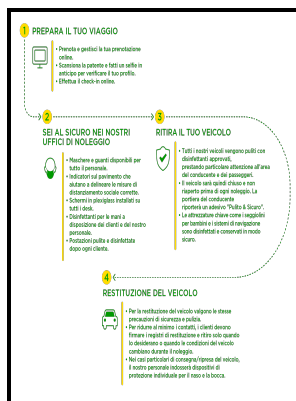 1 PREPARA IL TUO VIAGGIO
• Prenota e gestisci la tua prenotazione
online.
• Scansiona la patente e fatti un selfie in
anticipo per verificare il tuo profilo.
• Effettua il check-in online.
2
SEI AL SICURO NEI NOSTRI
UFFICI DI NOLEGGIO
• Maschere e guanti disponibili per
tutto il personale.
• Indicatori sul pavimento che
aiutano a delineare le misure di
distanziamento sociale corrette.
• Schermi in plexiglass installati su
tutti i desk.
• Disinfettanti per le mani a
disposizione dei clienti e del nostro
personale.
• Postazioni pulite e disinfettate
dopo ogni cliente.
3
RITIRA IL TUO VEICOLO
• Tutti i nostri veicoli vengono puliti con
disinfettanti approvati,
prestando particolare attenzione all'area
del conducente e dei passeggeri.
• Il veicolo sarà quindi chiuso e non
riaperto prima di ogni noleggio. La
portiera del conducente
riporterà un adesivo "Pulito & Sicuro".
• Le attrezzature chiave come i seggiolini
per bambini e i sistemi di navigazione
sono disinfettati e conservati in modo
sicuro.
4
RESTITUZIONE DEL VEICOLO
• Per la restituzione del veicolo valgono le stesse
precauzioni di sicurezza e pulizia.
• Per ridurre al minimo i contatti, i clienti devono
firmare i registri di restituzione e ritiro solo quando
lo desiderano o quando le condizioni del veicolo
cambiano durante il noleggio.
• Nei casi particolari di consegna/ripresa del veicolo,
il nostro personale indosserà dispositivi di
protezione individuale per il naso e la bocca.